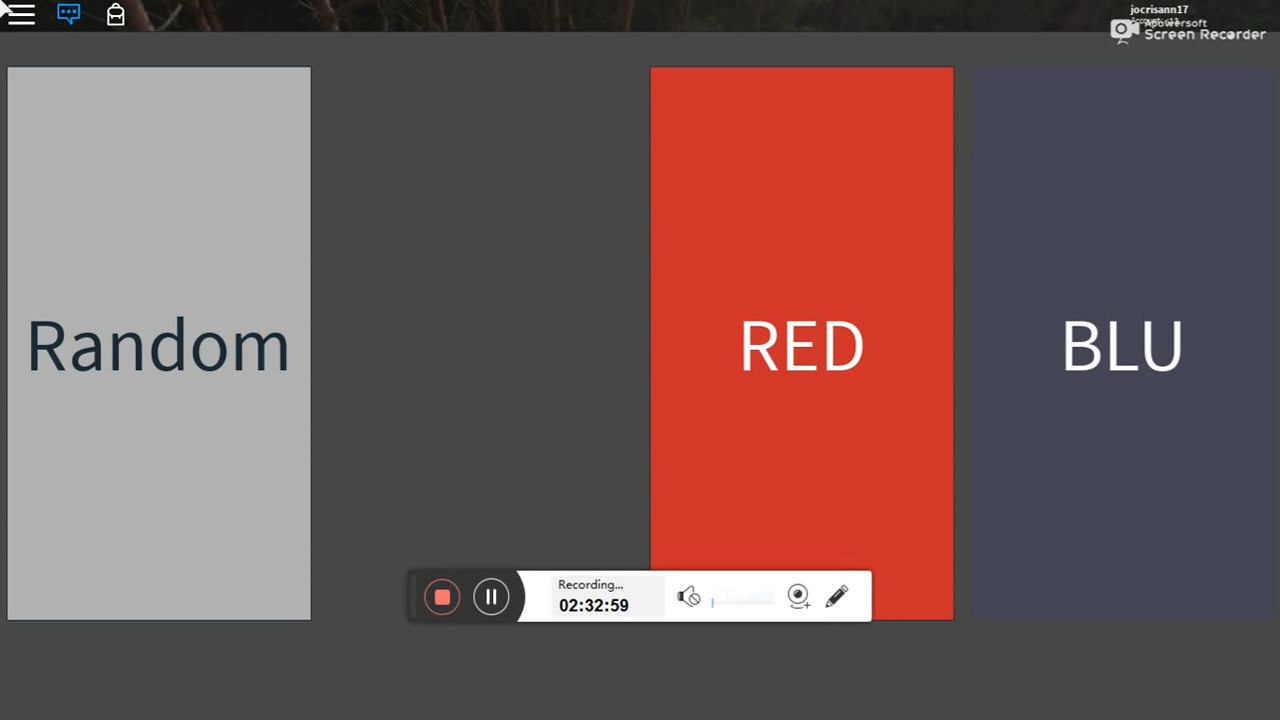 jocrisann17
Apowersoft
Screen Recorder
Random
RED
BLU
Recording...
02:32:59